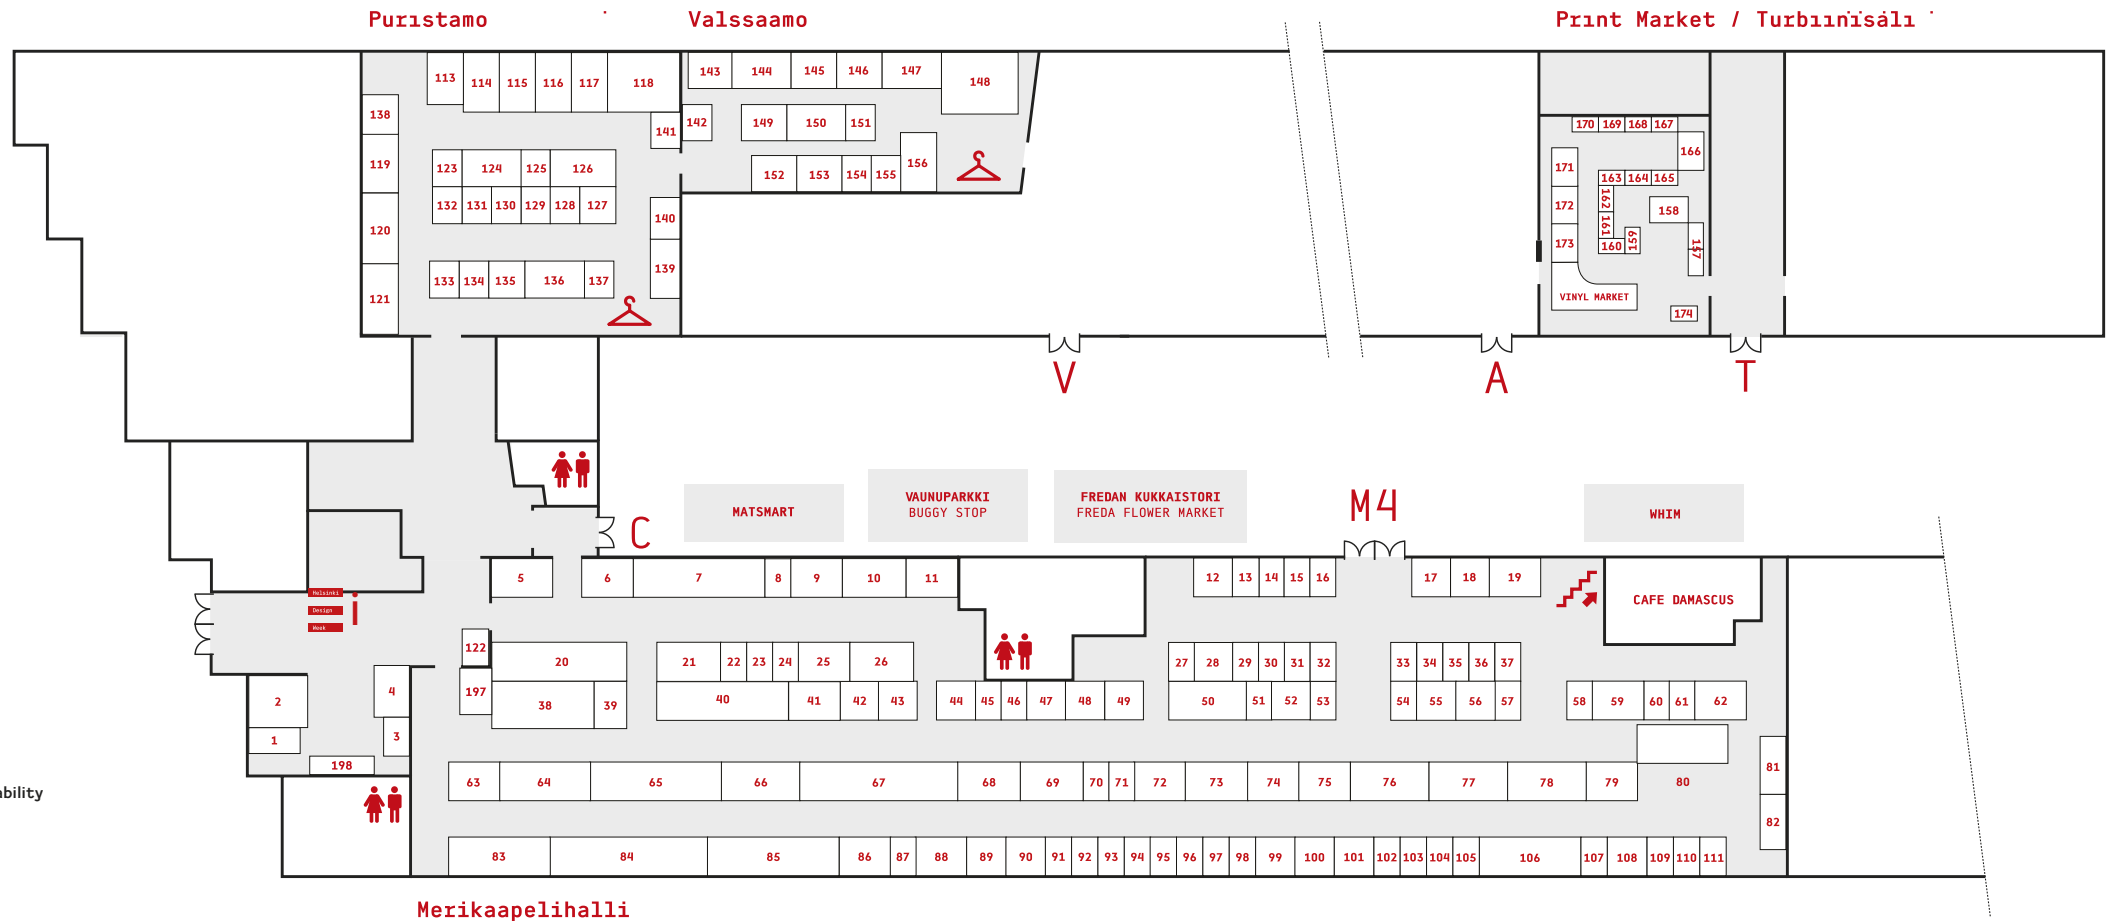 Puristamo
Valssaamo
Print Market / Turbiinisali
113 114 115 116 117 118
143 144 145 146 147 148
138
141 142 149 150 151
170 169 168 167
166
119 123 124 125 126
152 153 154 155 156
171
163 164 165
132 131 130 129 128 127
172 162 158
120 140
161
173 160 159 157
133 134 135 136 137 139
121
VINYL MARKET
174
V
A
T
MATSMART
VAUNUPARKKI
BUGGY STOP
FREDAN KUKKAISTORI
FREDA FLOWER MARKET
M4
WHIM
C
5 6 7 8 9 10 11
12 13 14 15 16
17 18 19
CAFE DAMASCUS
Helsinki
Design
Week
i
122 20 21 22 23 24 25 26
27 28 29 30 31 32
33 34 35 36 37
2 4 197 38 39
40 41 42 43
44 45 46 47 48 49
50 51 52 53
54 55 56 57
58 59 60 61 62
1 3
198
63 64 65 66 67 68 69 70 71 72 73 74 75 76 77 78 79 80 81
ability
82
83 84 85 86 87 88 89 90 91 92 93 94 95 96 97 98 99 100 101 102 103 104 105 106 107 108 109 110 111
Merikaapelihalli